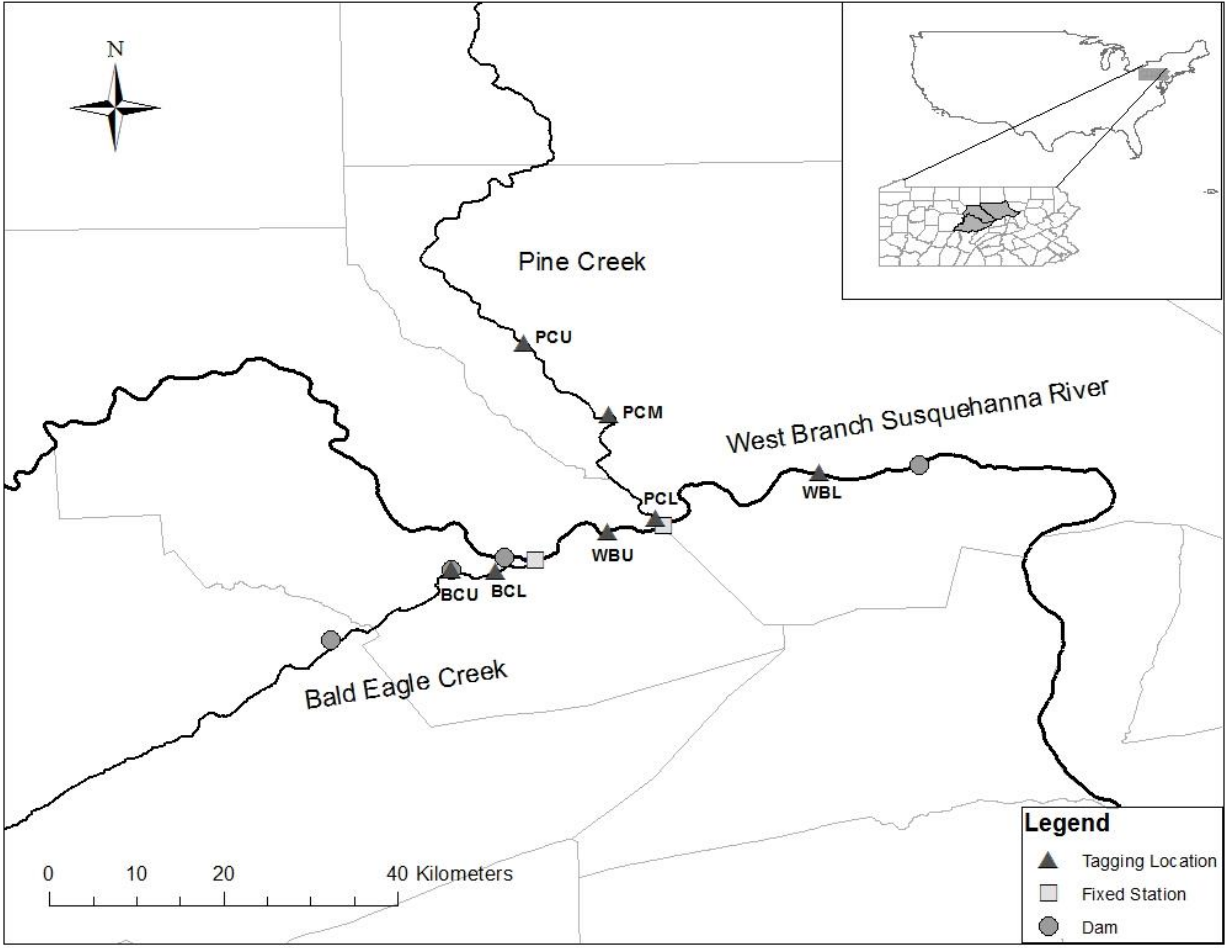 N
Pine Creek
PCU
PCM
West Branch Susquehanna River
PCL
WBL
WBU
BCU
BCL
Bald Eagle Creek
0 10 20 40 Kilometers
Legend
Tagging Location
Fixed Station
Dam